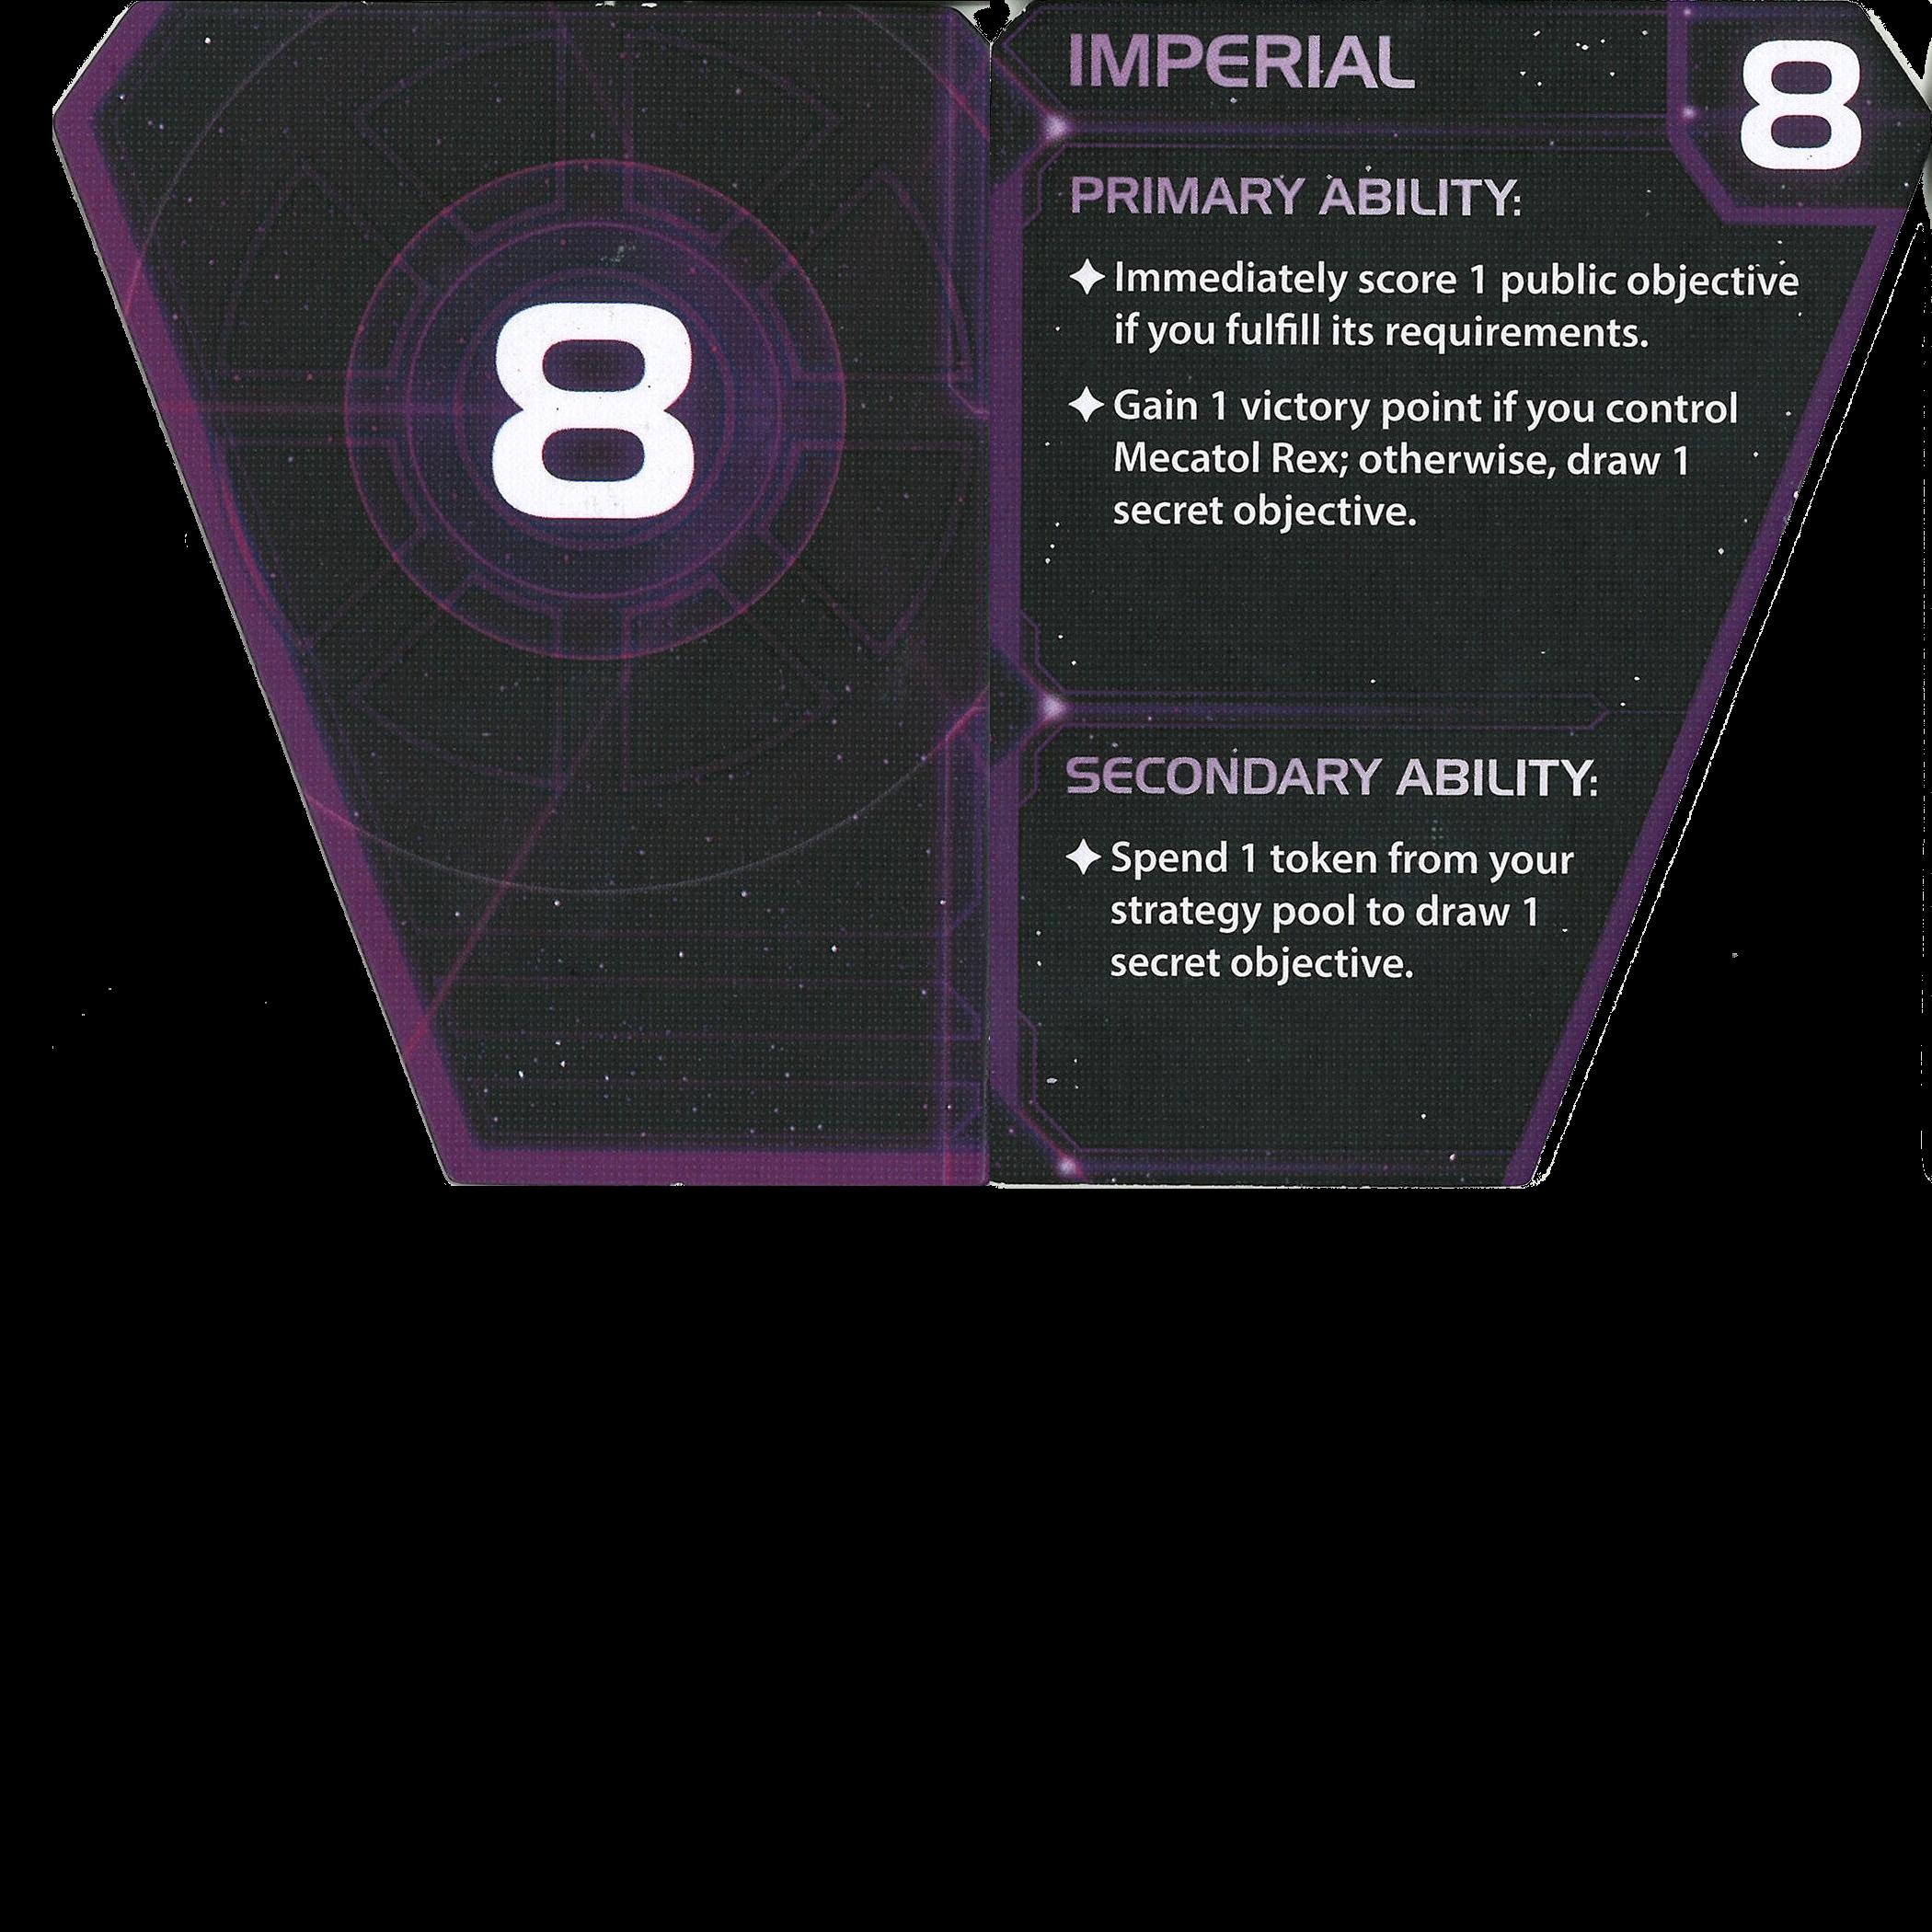 8
IMPERIAL
8
PRIMARY ABILITY:
Immediately score 1 public objective
if you fulfill its requirements.
Gain 1 victory point if you control
Mecatol Rex; otherwise, draw 1
secret objective.
SECONDARY ABILITY:
Spend 1 token from your
strategy pool to draw 1
secret objective.